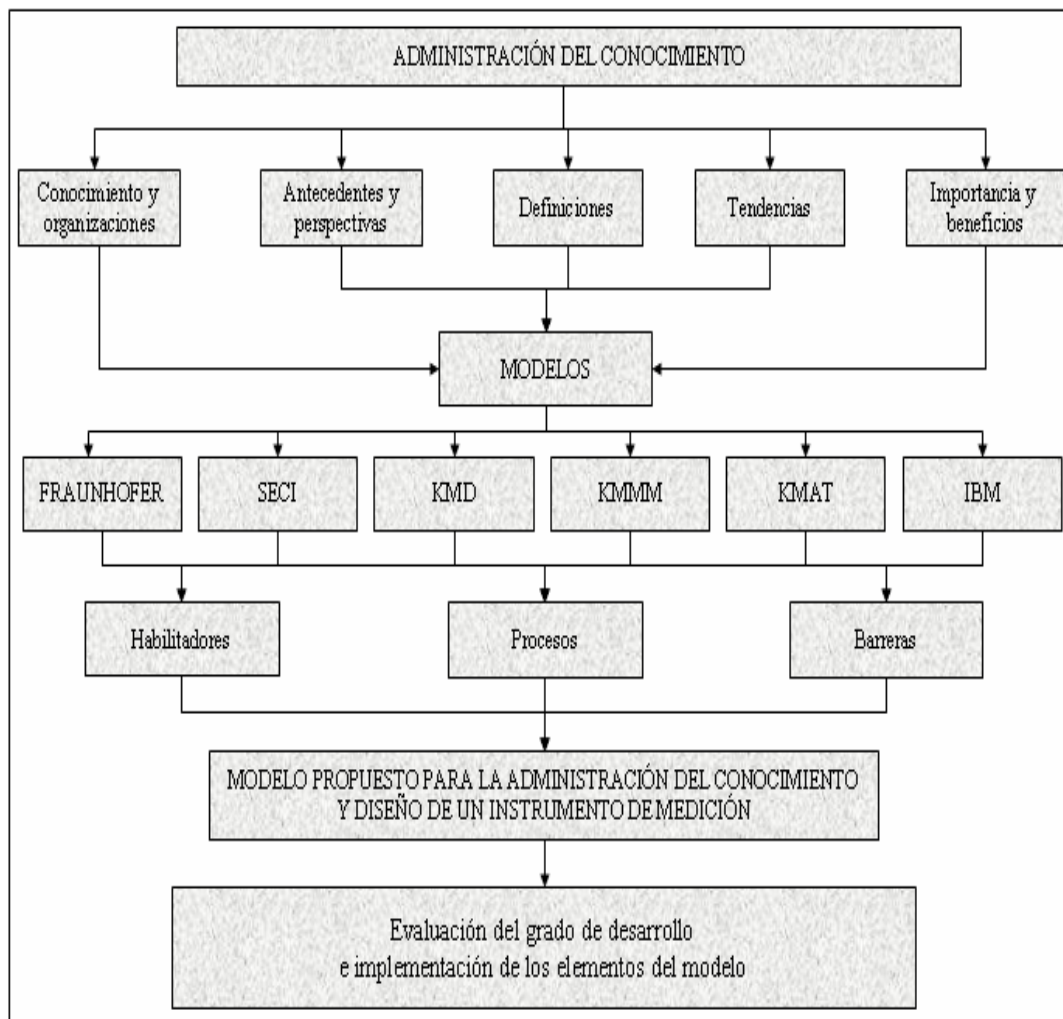 ADMINISTRACIÓN DEL CONOCIMIENTO
Conocimiento y
organizaciones
Antecedentes y
perspectivas
Definiciones
Tendencias
Importancia y
beneficios
MODELOS
FRAUNHOFER
SECI
KMD
KMMM
KMAT
IBM
Habilitadores
Procesos
Barreras
MODELO PROPUESTO PARA LA ADMINISTRACIÓN DEL CONOCIMIENTO
Y DISEÑO DE UN INSTRUMENTO DE MEDICIÓN
Evaluación del grado de desarrollo
e implementación de los elementos del modelo